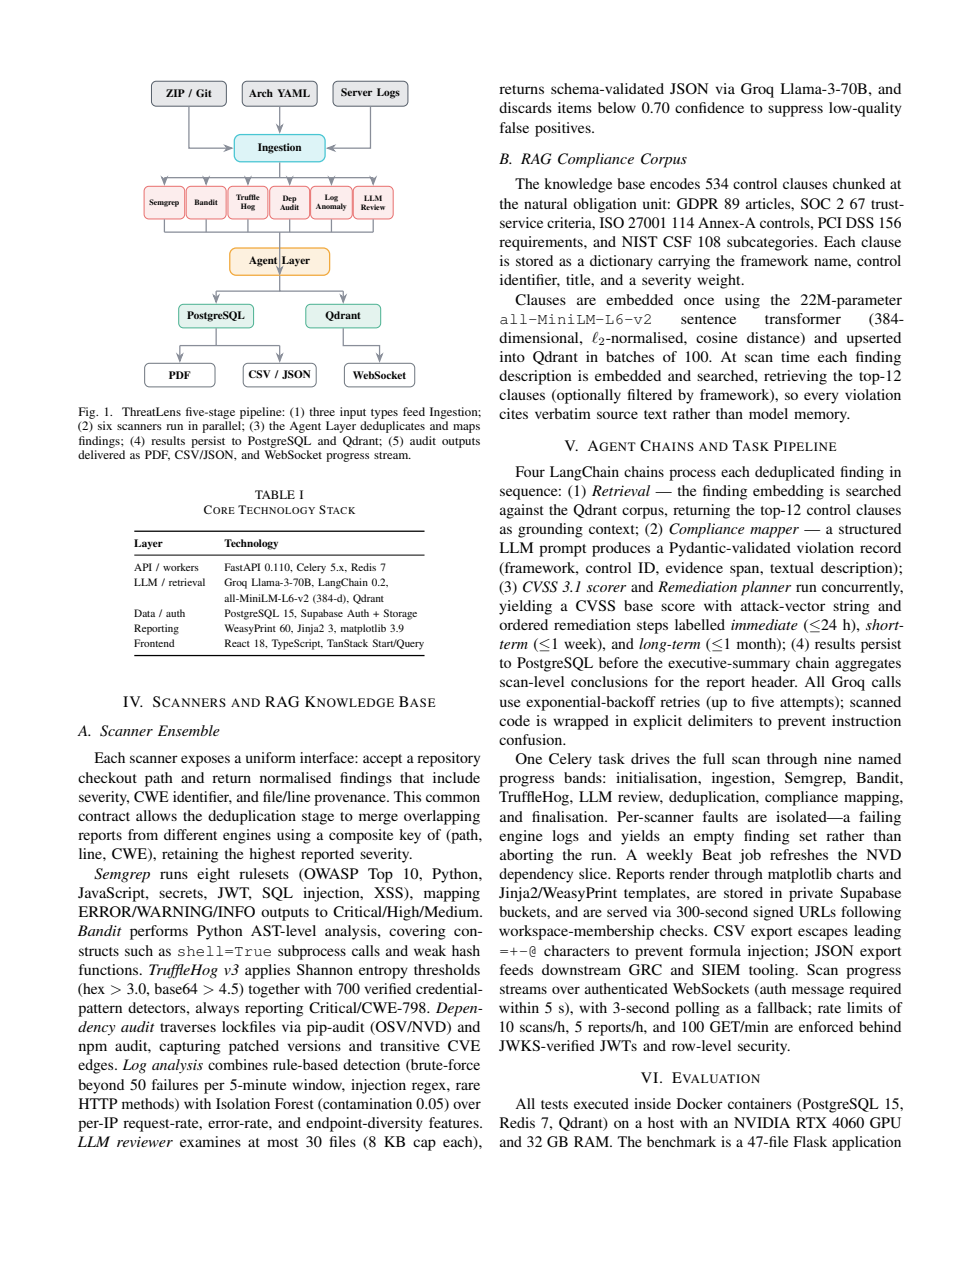 ZIP / Git
Arch YAML
Server Logs
Ingestion
Semgrep
Bandit
Truffle
Hog
Dep
Audit
Log
Anomaly
LLM
Review
Agent Layer
PostgreSQL
Qdrant
PDF
CSV / JSON
WebSocket
Fig. 1. ThreatLens five-stage pipeline: (1) three input types feed Ingestion;
(2) six scanners run in parallel; (3) the Agent Layer deduplicates and maps
findings; (4) results persist to PostgreSQL and Qdrant; (5) audit outputs
delivered as PDF, CSV/JSON, and WebSocket progress stream.
TABLE I
CORE TECHNOLOGY STACK
Layer Technology
API / workers FastAPI 0.110, Celery 5.x, Redis 7
LLM / retrieval Groq Llama-3-70B, LangChain 0.2,
all-MiniLM-L6-v2 (384-d), Qdrant
Data / auth PostgreSQL 15, Supabase Auth + Storage
Reporting WeasyPrint 60, Jinja2 3, matplotlib 3.9
Frontend React 18, TypeScript, TanStack Start/Query
IV. SCANNERS AND RAG KNOWLEDGE BASE
A. Scanner Ensemble
Each scanner exposes a uniform interface: accept a repository
checkout path and return normalised findings that include
severity, CWE identifier, and file/line provenance. This common
contract allows the deduplication stage to merge overlapping
reports from different engines using a composite key of (path,
line, CWE), retaining the highest reported severity.
Semgrep runs eight rulesets (OWASP Top 10, Python,
JavaScript, secrets, JWT, SQL injection, XSS), mapping
ERROR/WARNING/INFO outputs to Critical/High/Medium.
Bandit performs Python AST-level analysis, covering con-
structs such as shell=True subprocess calls and weak hash
functions. TruffleHog v3 applies Shannon entropy thresholds
(hex > 3.0, base64 > 4.5) together with 700 verified credential-
pattern detectors, always reporting Critical/CWE-798. Depen-
dency audit traverses lockfiles via pip-audit (OSV/NVD) and
npm audit, capturing patched versions and transitive CVE
edges. Log analysis combines rule-based detection (brute-force
beyond 50 failures per 5-minute window, injection regex, rare
HTTP methods) with Isolation Forest (contamination 0.05) over
per-IP request-rate, error-rate, and endpoint-diversity features.
LLM reviewer examines at most 30 files (8 KB cap each),
returns schema-validated JSON via Groq Llama-3-70B, and
discards items below 0.70 confidence to suppress low-quality
false positives.
B. RAG Compliance Corpus
The knowledge base encodes 534 control clauses chunked at
the natural obligation unit: GDPR 89 articles, SOC 2 67 trust-
service criteria, ISO 27001 114 Annex-A controls, PCI DSS 156
requirements, and NIST CSF 108 subcategories. Each clause
is stored as a dictionary carrying the framework name, control
identifier, title, and a severity weight.
Clauses are embedded once using the 22M-parameter
all-MiniLM-L6-v2 sentence transformer (384-
dimensional, ℓ2-normalised, cosine distance) and upserted
into Qdrant in batches of 100. At scan time each finding
description is embedded and searched, retrieving the top-12
clauses (optionally filtered by framework), so every violation
cites verbatim source text rather than model memory.
V. AGENT CHAINS AND TASK PIPELINE
Four LangChain chains process each deduplicated finding in
sequence: (1) Retrieval — the finding embedding is searched
against the Qdrant corpus, returning the top-12 control clauses
as grounding context; (2) Compliance mapper — a structured
LLM prompt produces a Pydantic-validated violation record
(framework, control ID, evidence span, textual description);
(3) CVSS 3.1 scorer and Remediation planner run concurrently,
yielding a CVSS base score with attack-vector string and
ordered remediation steps labelled immediate (≤24 h), short-
term (≤1 week), and long-term (≤1 month); (4) results persist
to PostgreSQL before the executive-summary chain aggregates
scan-level conclusions for the report header. All Groq calls
use exponential-backoff retries (up to five attempts); scanned
code is wrapped in explicit delimiters to prevent instruction
confusion.
One Celery task drives the full scan through nine named
progress bands: initialisation, ingestion, Semgrep, Bandit,
TruffleHog, LLM review, deduplication, compliance mapping,
and finalisation. Per-scanner faults are isolated—a failing
engine logs and yields an empty finding set rather than
aborting the run. A weekly Beat job refreshes the NVD
dependency slice. Reports render through matplotlib charts and
Jinja2/WeasyPrint templates, are stored in private Supabase
buckets, and are served via 300-second signed URLs following
workspace-membership checks. CSV export escapes leading
=+-@ characters to prevent formula injection; JSON export
feeds downstream GRC and SIEM tooling. Scan progress
streams over authenticated WebSockets (auth message required
within 5 s), with 3-second polling as a fallback; rate limits of
10 scans/h, 5 reports/h, and 100 GET/min are enforced behind
JWKS-verified JWTs and row-level security.
VI. EVALUATION
All tests executed inside Docker containers (PostgreSQL 15,
Redis 7, Qdrant) on a host with an NVIDIA RTX 4060 GPU
and 32 GB RAM. The benchmark is a 47-file Flask application